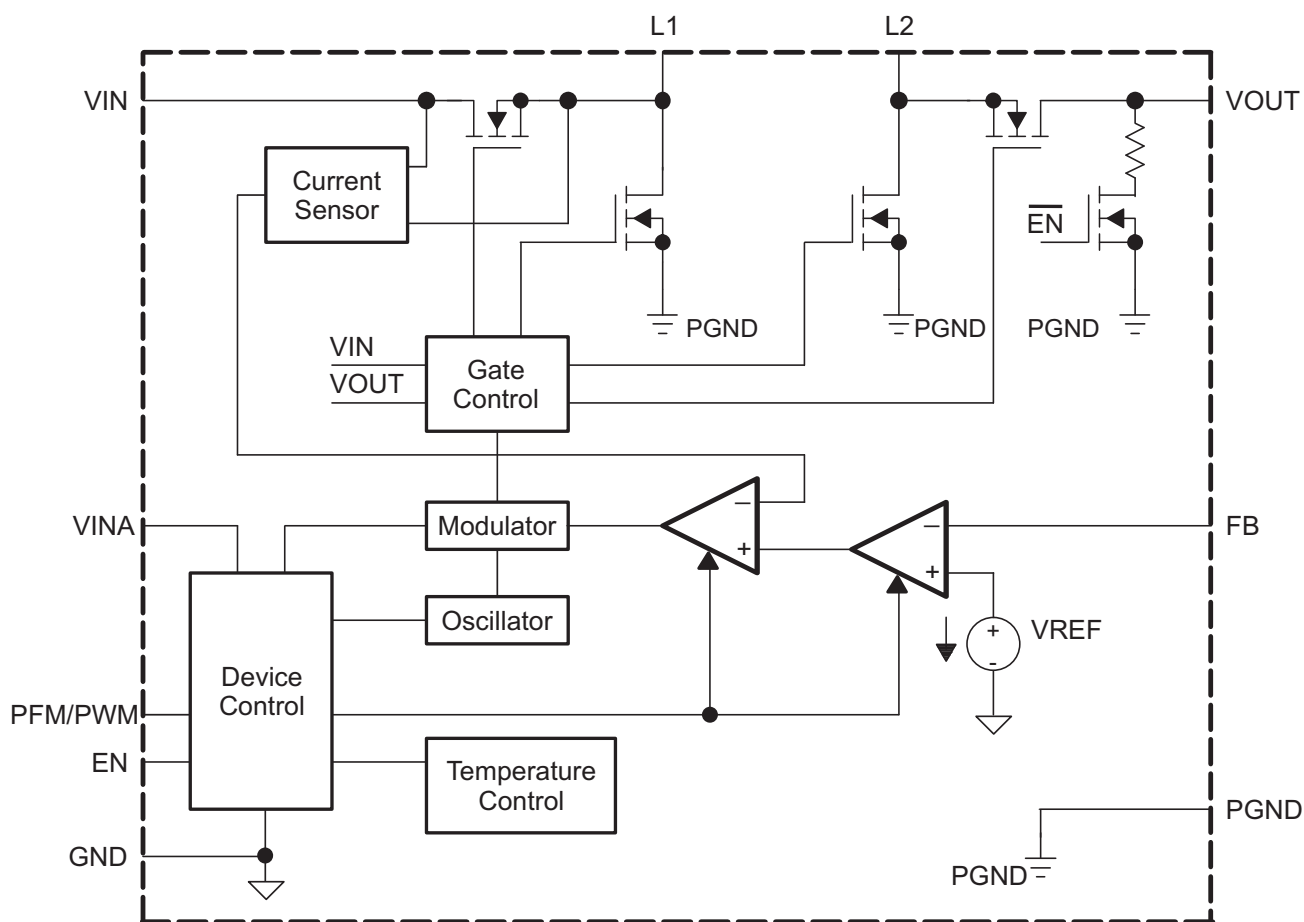 L1
L2
VIN
VOUT
Current
Sensor
EN
PGND
PGND
PGND
VIN
VOUT
Gate
Control
VINA
Modulator
–
+
–
+
FB
Oscillator
+
-
VREF
Device
Control
PFM/PWM
EN
Temperature
Control
PGND
GND
PGND